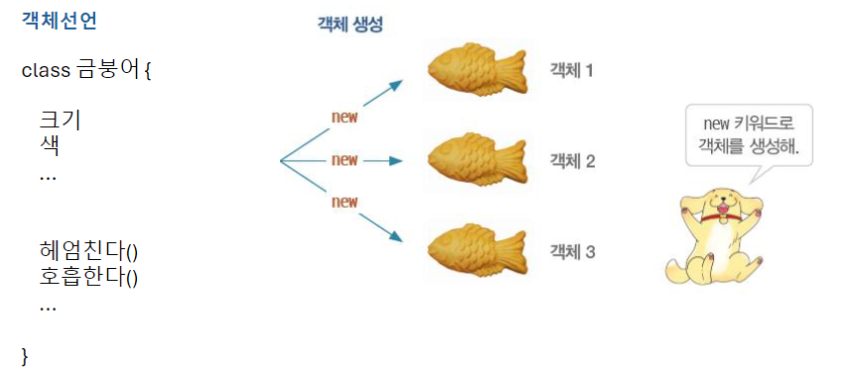 객체선언
class 금붕어 {
크기
색
...
헤엄친다()
호흡한다()
...
}
객체 생성
new
new
new
객체 1
객체 2
객체 3
new 키워드로
객체를 생성해.